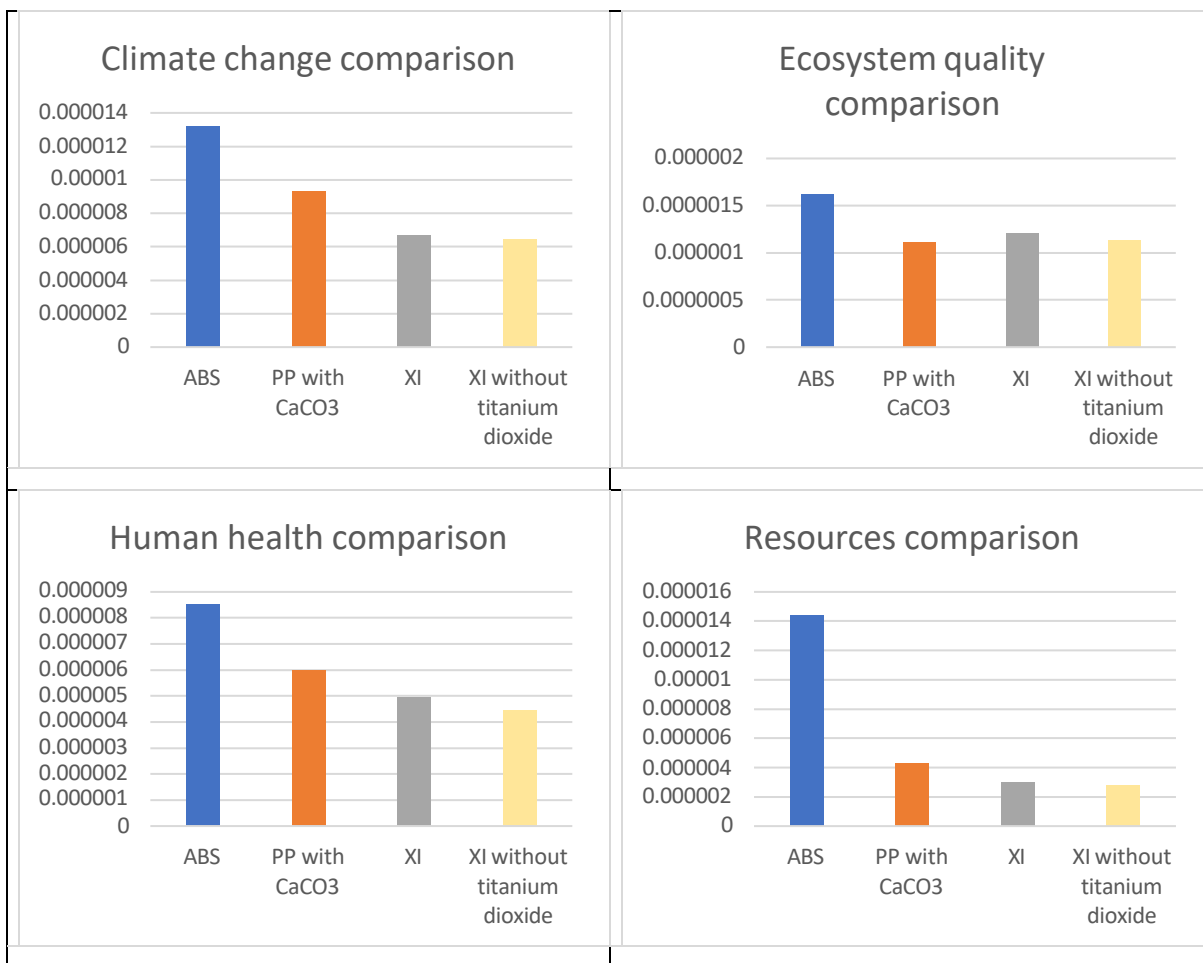 Climate change comparison
0.000014
0.000012
0.00001
0.000008
0.000006
0.000004
0.000002
0
ABS
PP with
CaCO3
XI
XI without
titanium
dioxide
Ecosystem quality
comparison
0.000002
0.0000015
0.000001
0.0000005
0
ABS
PP with
CaCO3
XI
XI without
titanium
dioxide
Human health comparison
0.000009
0.000008
0.000007
0.000006
0.000005
0.000004
0.000003
0.000002
0.000001
0
ABS
PP with
CaCO3
XI
XI without
titanium
dioxide
Resources comparison
0.000016
0.000014
0.000012
0.00001
0.000008
0.000006
0.000004
0.000002
0
ABS
PP with
CaCO3
XI
XI without
titanium
dioxide